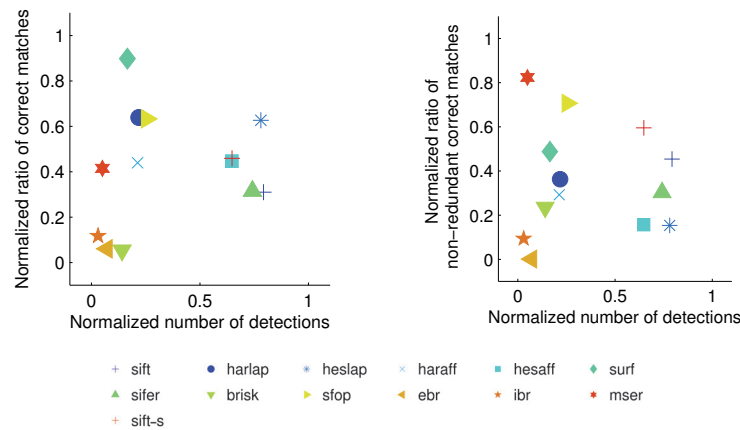 1
0.8
0.6
0.4
0.2
0
Normalized ratio of correct matches
0 0.5 1
Normalized number of detections
1
0.8
0.6
0.4
0.2
0
Normalized ratio of
non−redundant correct matches
0 0.5 1
Normalized number of detections
sift harlap heslap haraff hesaff surf
sifer brisk sfop ebr ibr mser
sift−s